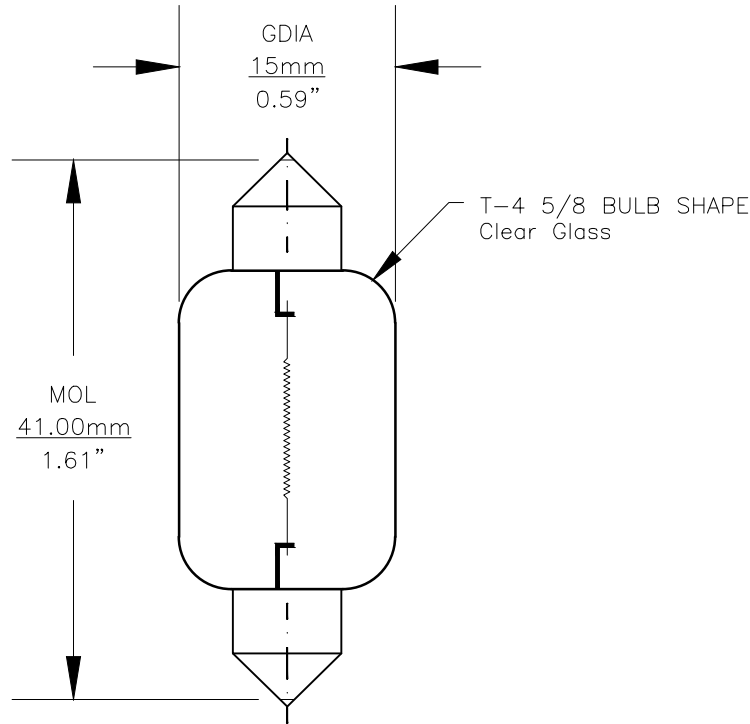 GDIA
15mm
0.59”
T-4 5/8 BULB SHAPE
Clear Glass
MOL
41.00mm
1.61”